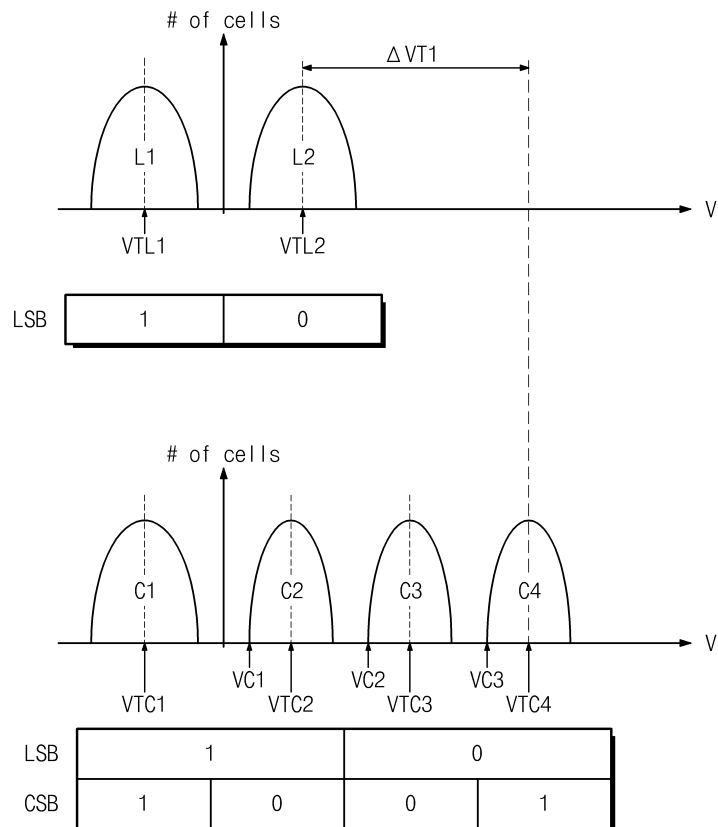 # of cells
ΔVT1
L1 L2
V
VTL1 VTL2
LSB 1 0
# of cells
C1 C2 C3 C4
V
VC1 VC2 VC3
VTC1 VTC2 VTC3 VTC4
LSB 1 0
CSB 1 0 0 1